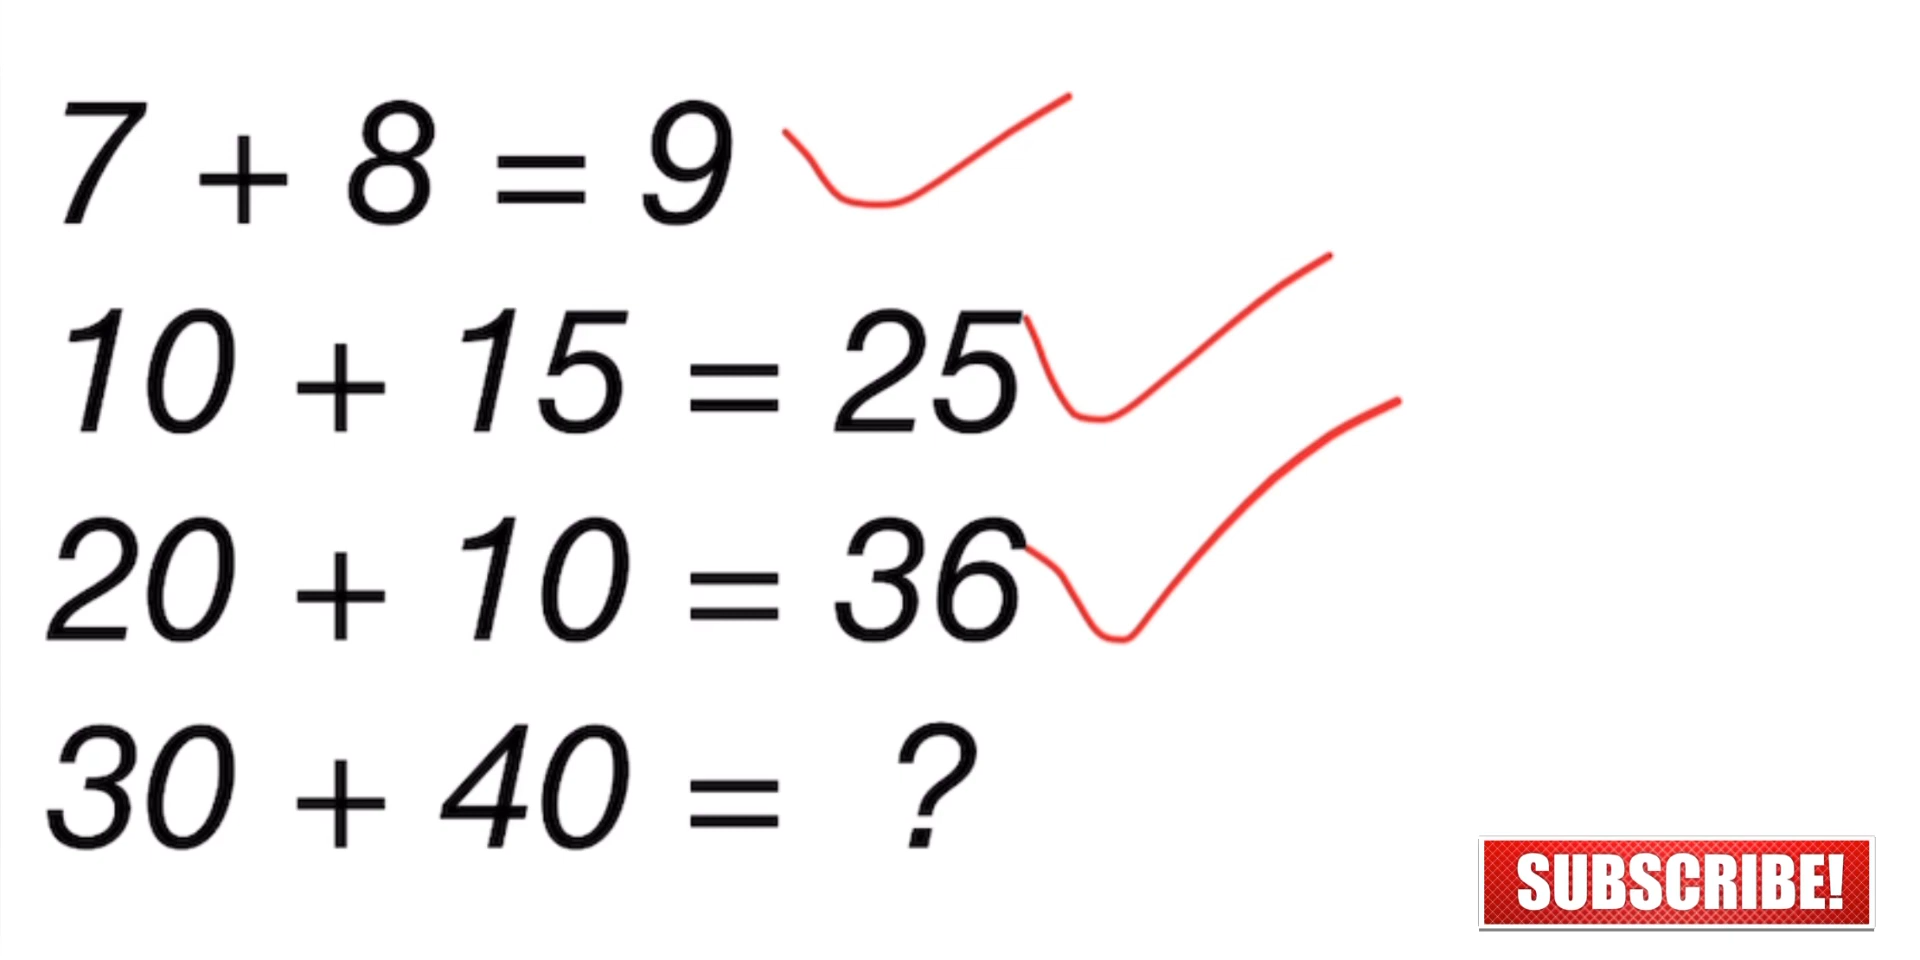 7 + 8 = 9
10 + 15 = 25
20 + 10 = 36
30 + 40 = ?
SUBSCRIBE!